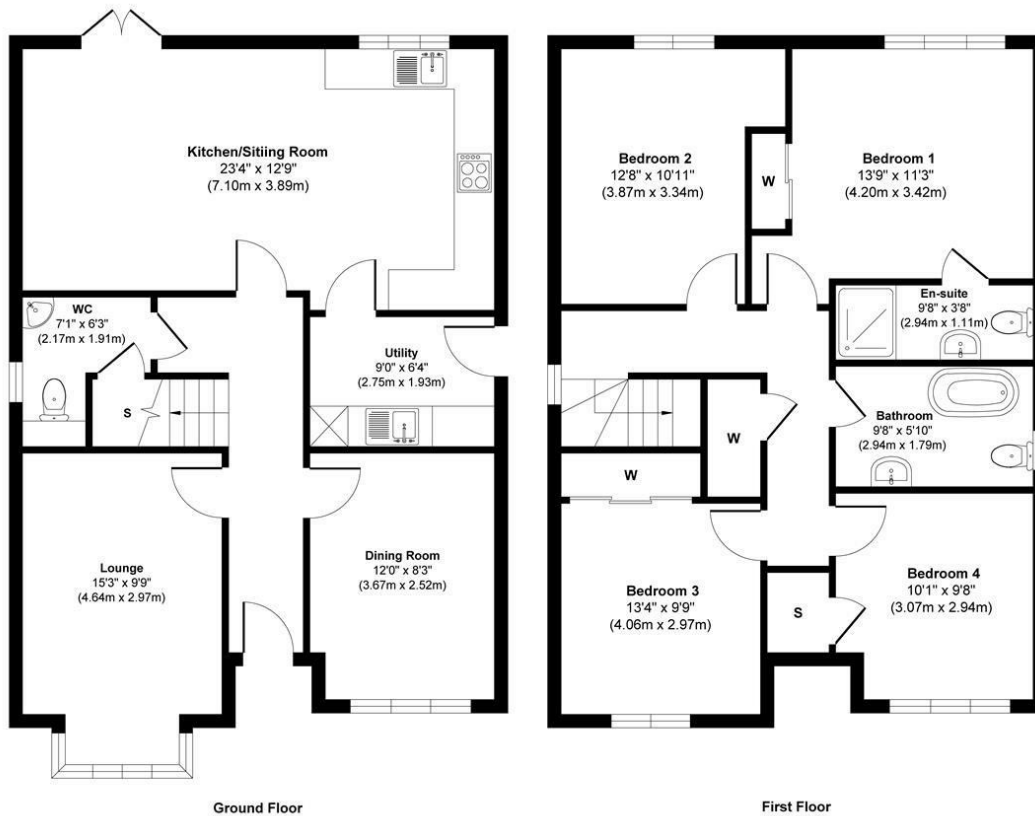 Kitchen/Sitiing Room
23'4" x 12'9"
(7.10m x 3.89m)
WC
7'1" x 6'3"
(2.17m x 1.91m)
S
Utility
9'0" x 6'4"
(2.75m x 1.93m)
Lounge
15'3" x 9'9"
(4.64m x 2.97m)
Dining Room
12'0" x 8'3"
(3.67m x 2.52m)
Ground Floor
Bedroom 2
12'8" x 10'11"
(3.87m x 3.34m)
W
Bedroom 1
13'9" x 11'3"
(4.20m x 3.42m)
En-suite
9'8" x 3'8"
(2.94m x 1.11m)
Bathroom
9'8" x 5'10"
(2.94m x 1.79m)
W
W
Bedroom 3
13'4" x 9'9"
(4.06m x 2.97m)
S
Bedroom 4
10'1" x 9'8"
(3.07m x 2.94m)
First Floor